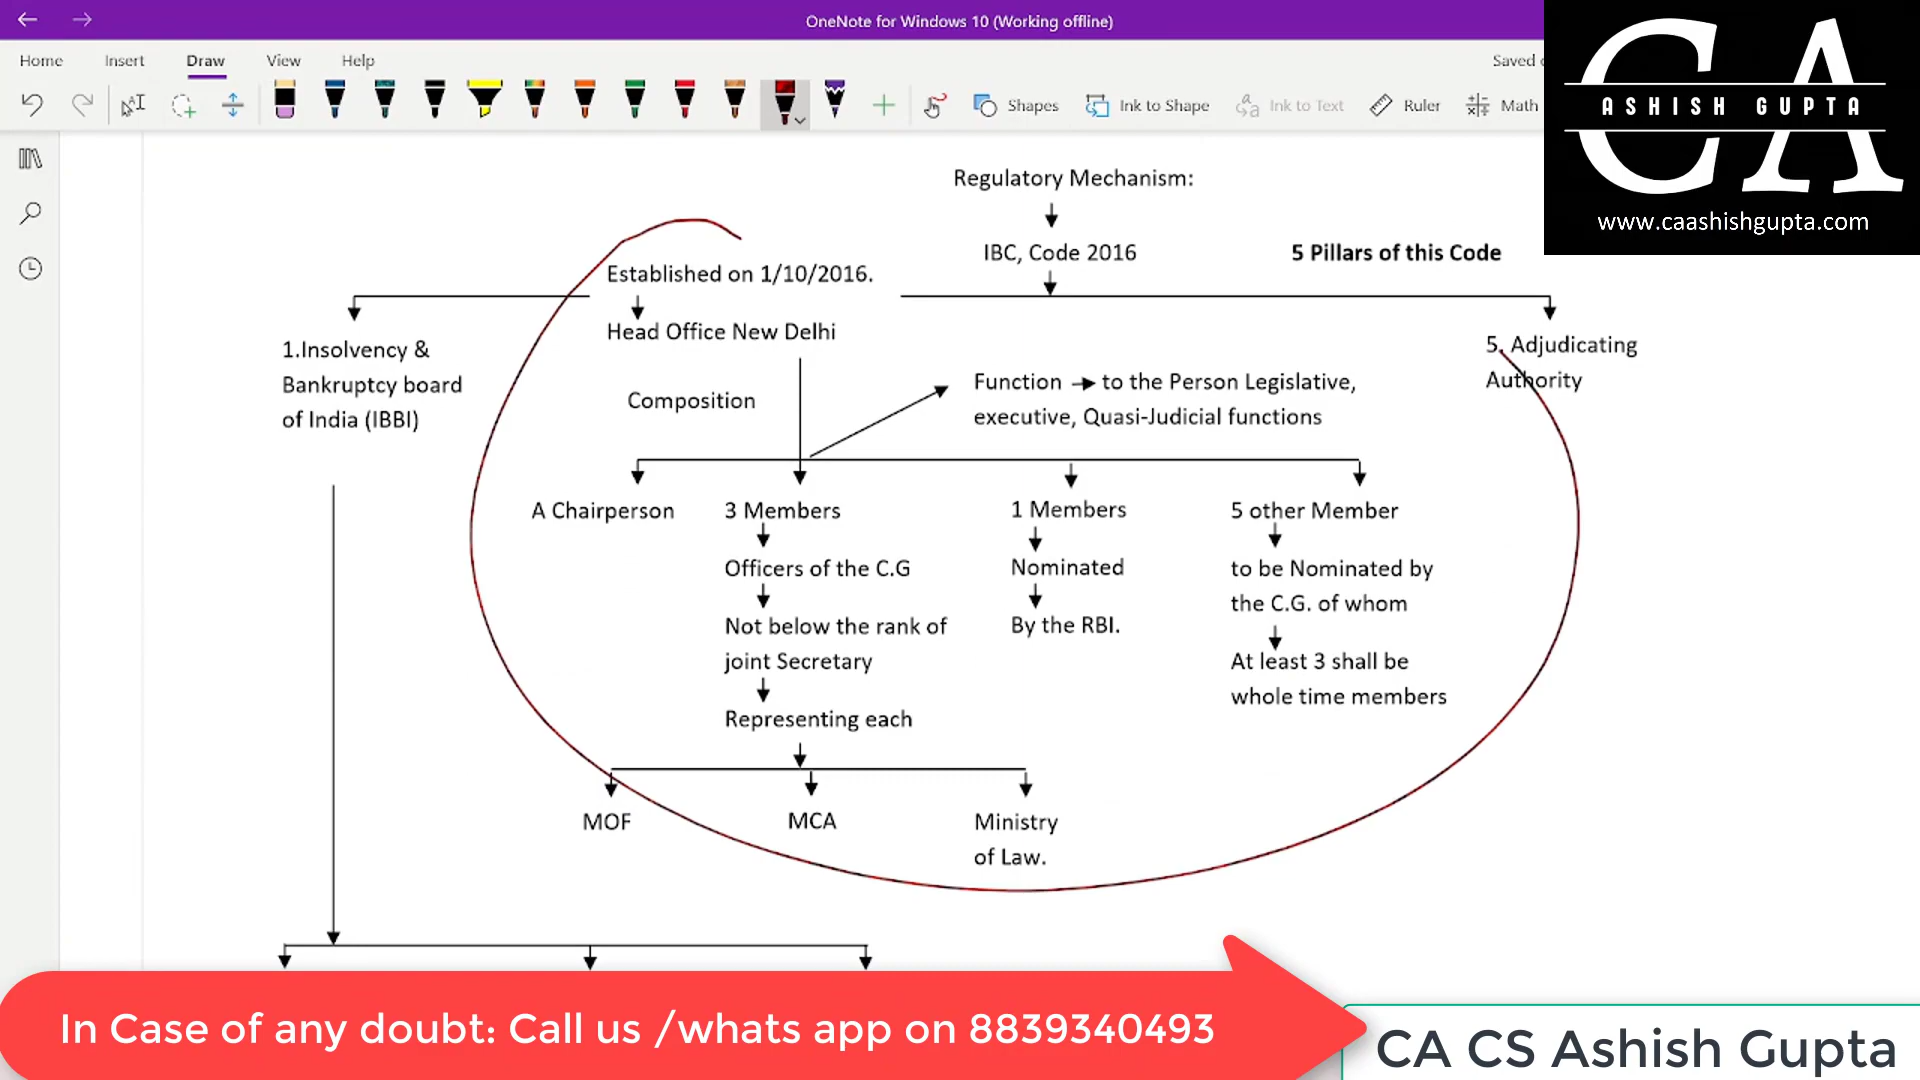 OneNote for Windows 10 (Working offline)
Home Insert Draw View Help
Saved
Shapes Ink to Shape Ink to Text Ruler Math
CA
ASHISH GUPTA
www.caashishgupta.com
Regulatory Mechanism:
IBC, Code 2016
5 Pillars of this Code
Established on 1/10/2016.
Head Office New Delhi
1.Insolvency &
Bankruptcy board
of India (IBBI)
5. Adjudicating
Authority
Composition
Function → to the Person Legislative,
executive, Quasi-Judicial functions
A Chairperson
3 Members
Officers of the C.G
Not below the rank of
joint Secretary
Representing each
MOF
MCA
Ministry
of Law.
1 Members
Nominated
By the RBI.
5 other Member
to be Nominated by
the C.G. of whom
At least 3 shall be
whole time members
In Case of any doubt: Call us /whats app on 8839340493
CA CS Ashish Gupta